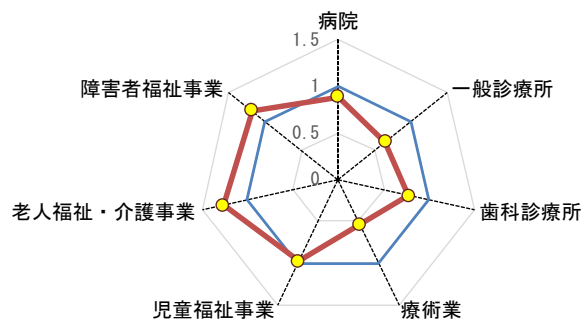 病院
1.5
障害者福祉事業
1
一般診療所
0.5
0
老人福祉・介護事業
歯科診療所
児童福祉事業
療術業